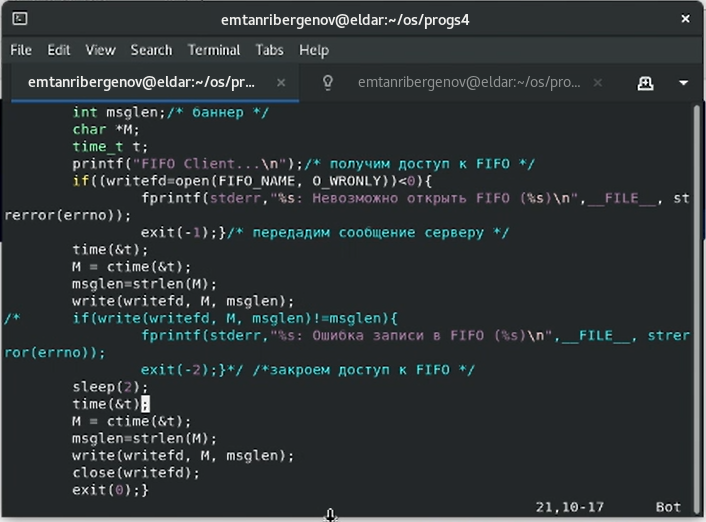 emtanribergenov@eldar:~/os/progs4
File Edit View Search Terminal Tabs Help
emtanribergenov@eldar:~/os/pr... × emtanribergenov@eldar:~/os/pro... ×
int msglen;/* баннер */
char *M;
time_t t;
printf("FIFO Client...\n");/* получим доступ к FIFO */
if((writefd=open(FIFO_NAME, O_WRONLY))<0){
fprintf(stderr,"%s: Невозможно открыть FIFO (%s)\n",__FILE__, st
rerror(errno));
exit(-1);}/* передадим сообщение серверу */
time(&t);
M = ctime(&t);
msglen=strlen(M);
write(writefd, M, msglen);
/* if(write(writefd, M, msglen)!=msglen){
fprintf(stderr,"%s: Ошибка записи в FIFO (%s)\n",__FILE__, strer
ror(errno));
exit(-2);}*/ /*закроем доступ к FIFO */
sleep(2);
time(&t);
M = ctime(&t);
msglen=strlen(M);
write(writefd, M, msglen);
close(writefd);
exit(0);}
21,10-17 Bot